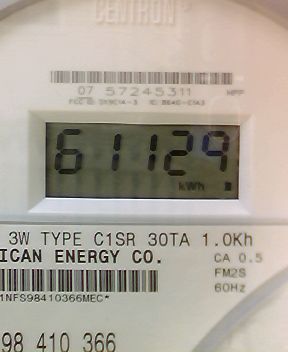 CENTRON
07 57245311 MPP
61129
kWh
3W TYPE C1SR 30TA 1.0Kh
ICAN ENERGY CO. CA 0.5
FM2S
60Hz
1NFS98410366MEC*
98 410 366